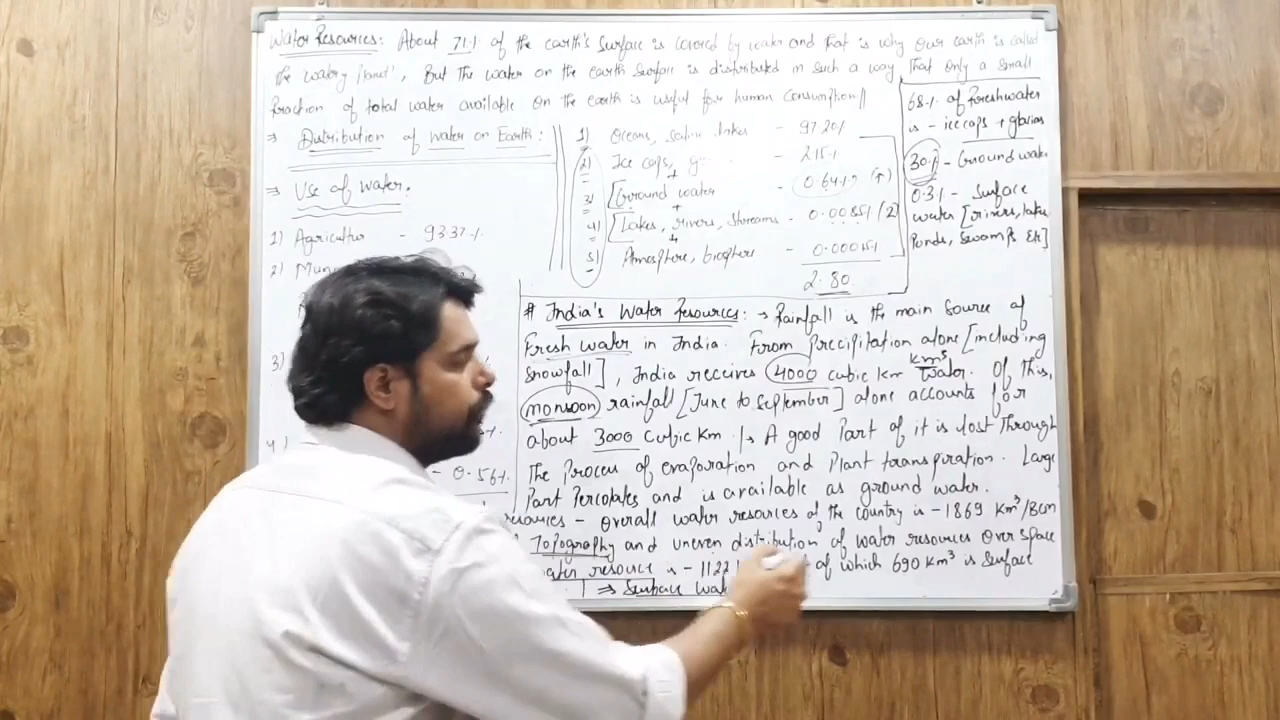 Water Resources: About 71% of the earth's Surface is covered by water and that is why our earth is called
the watery Planet', But The water on the earth Surface is distributed in such a way That only a Small
fraction of total water available on the earth is useful for human Consumption//
⇒ Distribution of water on Earth:
⇒ Use of water:
1) Agricultur - 93.37%
2) Mun
3)
4)
- 0.56%
1) Oceans, saline lakes - 97.20%
2) Ice caps, g - 2.15%
+
3) [Ground water - 0.64% (1)
+
4) [Lakes, rivers, Streams - 0.0085% (2)
+
5) Atmosphere, biosphere - 0.0001%
2.80
68% of freshwater
is - ice caps + glaciers
30% - Ground water
0.3% - Surface
water [rivers, lakes
Ponds, Swamps Etc]
# India's Water Resources: → Rainfall is the main Source of
Fresh water in India. From Precipitation alone [including
Snowfall], India receives 4000 cubic km water. Of This,
km³
monsoon rainfall [June to September] alone accounts for
about 3000 Cubic Km. A good Part of it is lost Through
The Process of evaporation and Plant transpiration. Large
Part Percolates and is available as ground water.
resources - Overall water resources of the country is - 1869 Km³/BCM
Topography and uneven distribution of water resources Over Space
water resource is - 1122 of which 690 Km³ is Surface
⇒ Surface Wat